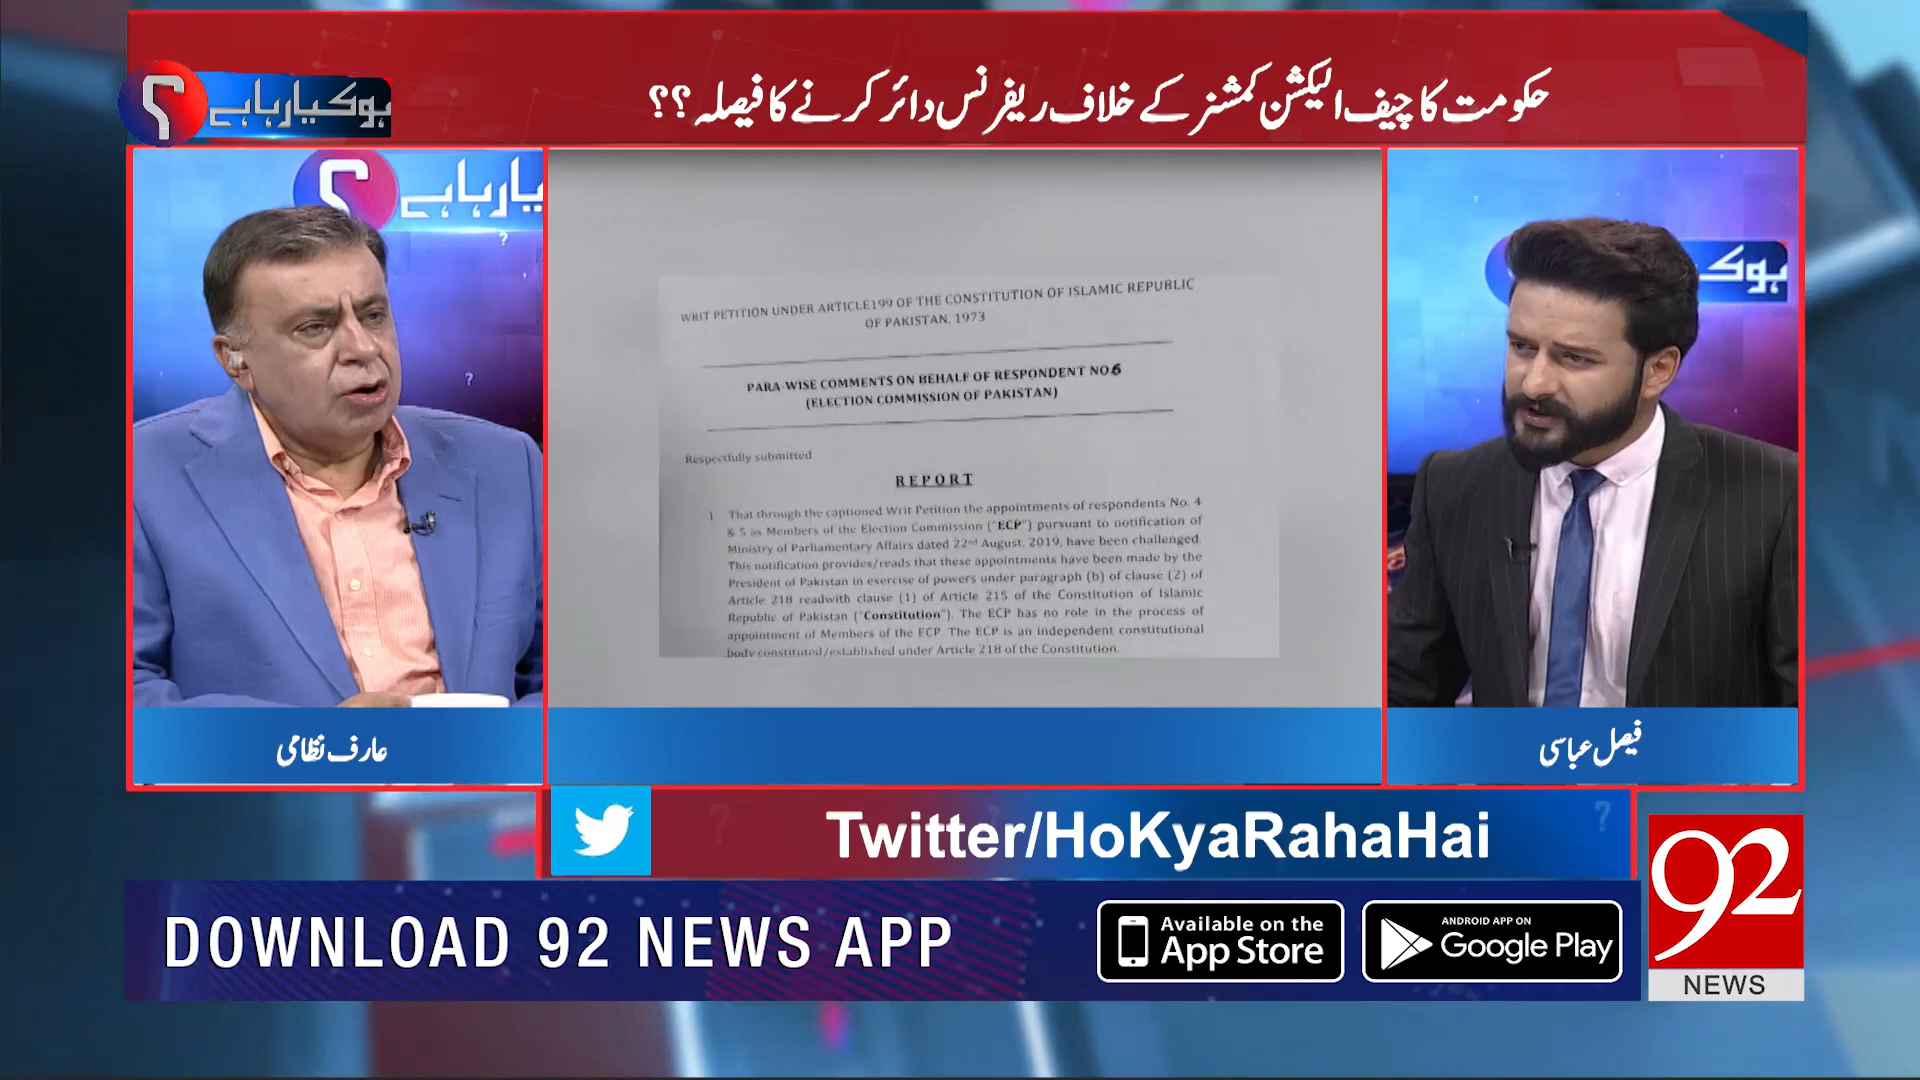 حکومت کا چیف الیکشن کمشنر کے خلاف ریفرنس دائر کرنے کا فیصلہ ؟؟
ہو کیا رہا ہے ؟
یا رہا ہے ؟
ہو ک
WRIT PETITION UNDER ARTICLE199 OF THE CONSTITUTION OF ISLAMIC REPUBLIC
OF PAKISTAN, 1973
PARA-WISE COMMENTS ON BEHALF OF RESPONDENT NO.6
(ELECTION COMMISSION OF PAKISTAN)
Respectfully submitted.
REPORT
1. That through the captioned Writ Petition the appointments of respondents No. 4
& 5 as Members of the Election Commission ("ECP") pursuant to notification of
Ministry of Parliamentary Affairs dated 22nd August, 2019, have been challenged.
This notification provides/reads that these appointments have been made by the
President of Pakistan in exercise of powers under paragraph (b) of clause (2) of
Article 218 readwith clause (1) of Article 215 of the Constitution of Islamic
Republic of Pakistan ("Constitution"). The ECP has no role in the process of
appointment of Members of the ECP. The ECP is an independent constitutional
body constituted/established under Article 218 of the Constitution.
عارف نظامی
فیصل عباسی
Twitter/HoKyaRahaHai
DOWNLOAD 92 NEWS APP
Available on the
App Store
ANDROID APP ON
Google Play
92
NEWS